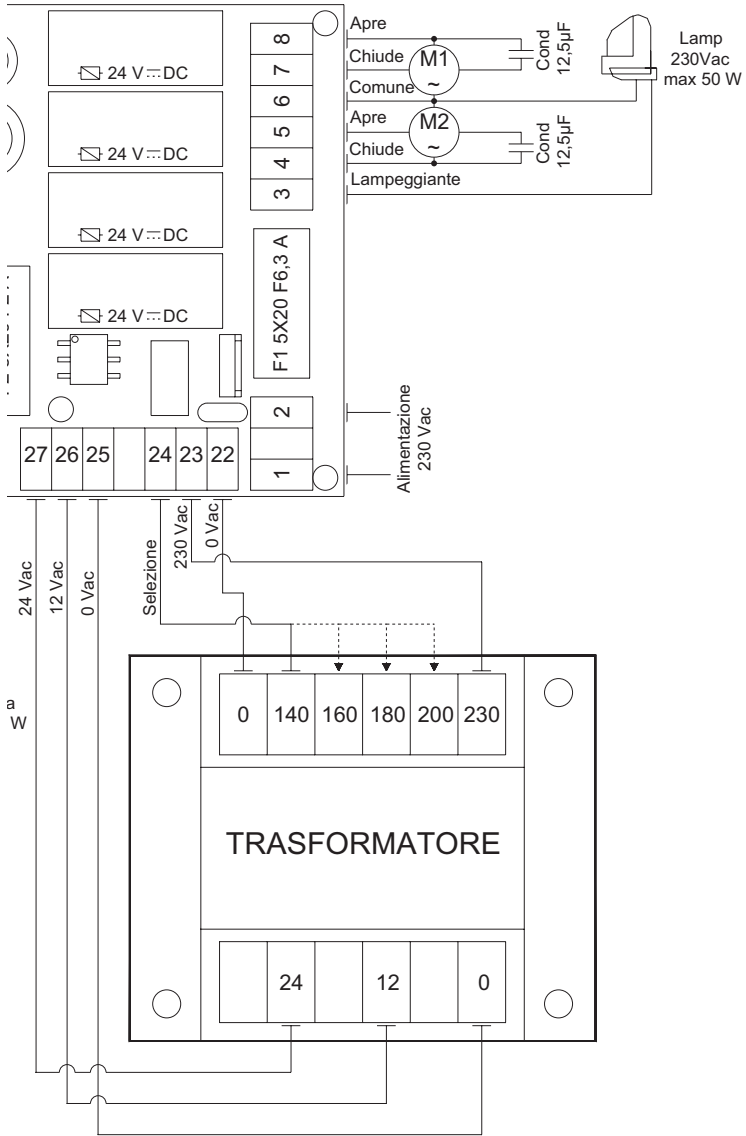 24 V DC
24 V DC
24 V DC
24 V DC
8
7
6
5
4
3
Apre
Chiude
Comune
Apre
Chiude
Lampeggiante
M1
~
M2
~
Cond
12,5µF
Cond
12,5µF
Lamp
230Vac
max 50 W
F1 5X20 F6,3 A
2
1
Alimentazione
230 Vac
27
26
25
24
23
22
24 Vac
12 Vac
0 Vac
Selezione
230 Vac
0 Vac
a
W
0
140
160
180
200
230
TRASFORMATORE
24
12
0